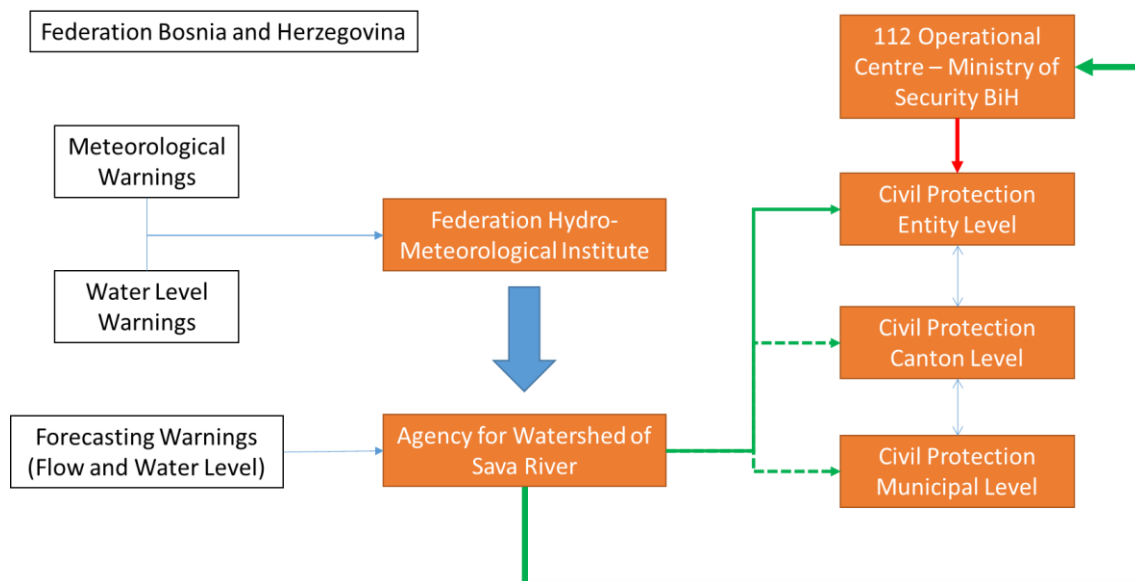 Federation Bosnia and Herzegovina
112 Operational
Centre – Ministry of
Security BiH
Meteorological
Warnings
Federation Hydro-
Meteorological Institute
Civil Protection
Entity Level
Water Level
Warnings
Civil Protection
Canton Level
Forecasting Warnings
(Flow and Water Level)
Agency for Watershed of
Sava River
Civil Protection
Municipal Level